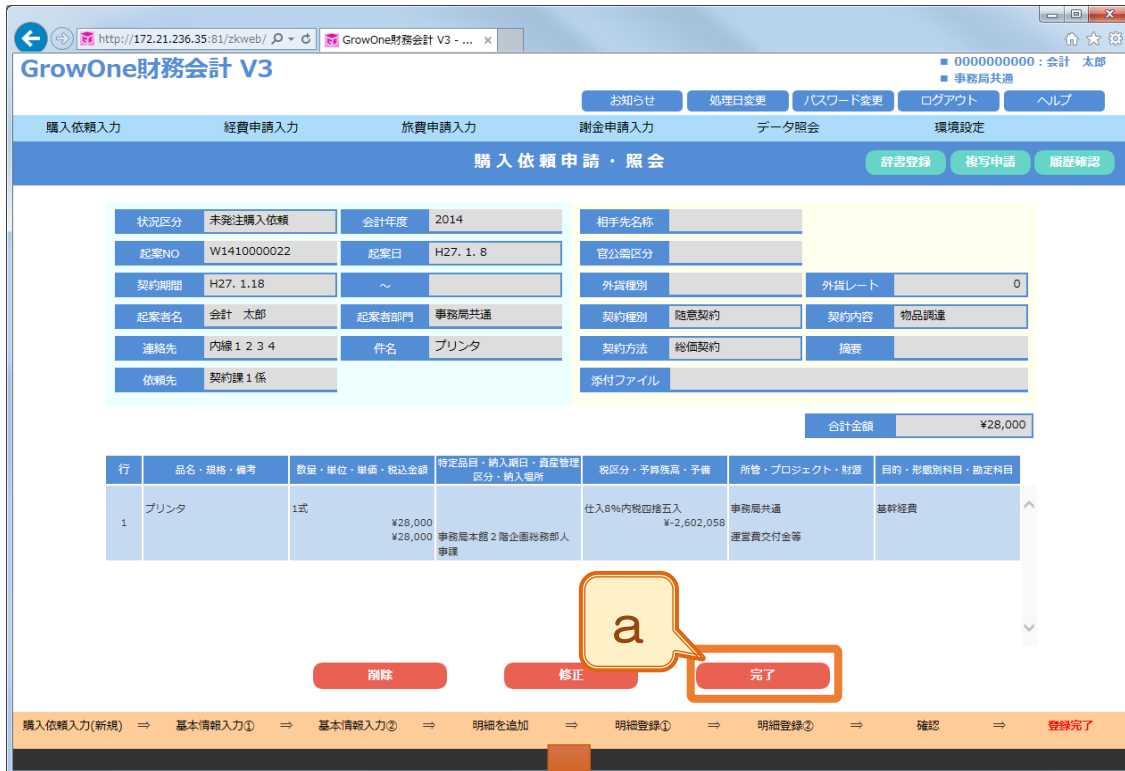 http://172.21.236.35:81/zkweb/
GrowOne財務会計 V3 - ...
GrowOne財務会計 V3
■ 0000000000 : 会計 太郎
■ 事務局共通
お知らせ 処理日変更 パスワード変更 ログアウト ヘルプ
購入依頼入力 経費申請入力 旅費申請入力 謝金申請入力 データ照会 環境設定
購入依頼申請・照会 辞書登録 複写申請 履歴確認
状況区分 未発注購入依頼 会計年度 2014 相手先名称
起案NO W1410000022 起案日 H27. 1. 8 官公需区分
契約期間 H27. 1.18 ～ 外貨種別 外貨レート 0
起案者名 会計 太郎 起案者部門 事務局共通 契約種別 随意契約 契約内容 物品調達
連絡先 内線１２３４ 件名 プリンタ 契約方法 総価契約 摘要
依頼先 契約課１係 添付ファイル
合計金額 ¥28,000
行 品名・規格・備考 数量・単位・単価・税込金額 特定品目・納入期日・資産管理区分・納入場所 税区分・予算残高・予備 所管・プロジェクト・財源 目的・形態別科目・勘定科目
プリンタ 1式 仕入8%内税四捨五入 事務局共通 基幹経費
1 ¥28,000 ¥-2,602,058
¥28,000 事務局本館２階企画総務部人事課 運営費交付金等
a
削除 修正 完了
購入依頼入力(新規) ⇒ 基本情報入力① ⇒ 基本情報入力② ⇒ 明細を追加 ⇒ 明細登録① ⇒ 明細登録② ⇒ 確認 ⇒ 登録完了